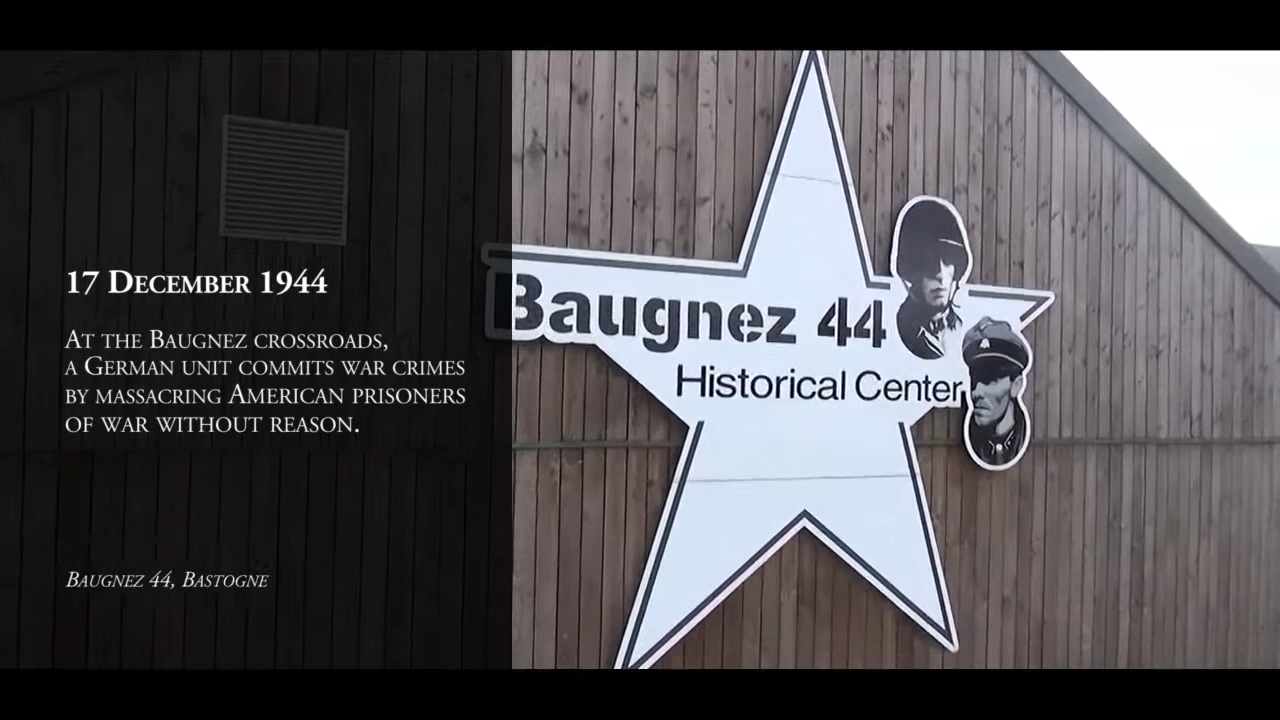 17 December 1944
At the Baugnez crossroads,
a German unit commits war crimes
by massacring American prisoners
of war without reason.
Baugnez 44, Bastogne
Baugnez 44
Historical Center